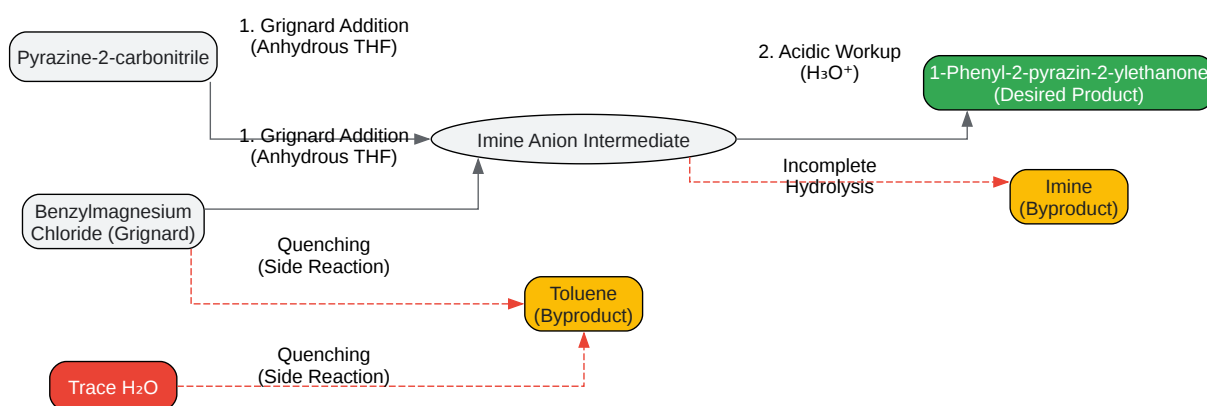 1. Grignard Addition
(Anhydrous THF)
Pyrazine-2-carbonitrile
2. Acidic Workup
(H₃O⁺)
1-Phenyl-2-pyrazin-2-ylethanone
(Desired Product)
1. Grignard Addition
(Anhydrous THF)
Imine Anion Intermediate
Incomplete
Hydrolysis
Imine
(Byproduct)
Benzylmagnesium
Chloride (Grignard)
Quenching
(Side Reaction)
Toluene
(Byproduct)
Quenching
(Side Reaction)
Trace H₂O